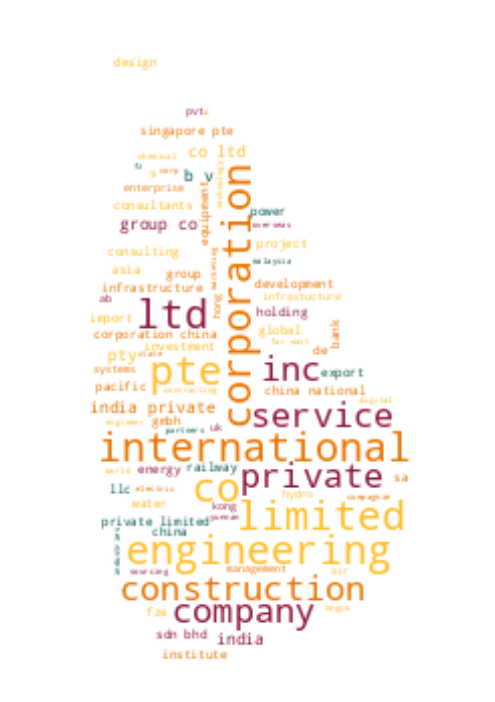 design
pvt
singapore pte
chemical
co ltd
s
corp
b v
technology
enterprise
equipment
corporation
consultants
power
group co
overseas
consulting
project
marketing
malaysia
asia
group
infrastructure
development
hong
ab
ltd
infrastucture
import
holding
corporation china
global
bank
investment
far east
pty
state
de
systems
pte
inc
export
pacific
contracting
china national
digital
india private
service
engineer
gmbh
partners
uk
international
world
energy
railway
private
sa
llc
electric
co
hydro
compagnie
water
kong
limited
private limited
china
engineering
sourcing
management
air
construction
fze
company
sdn bhd
india
institute